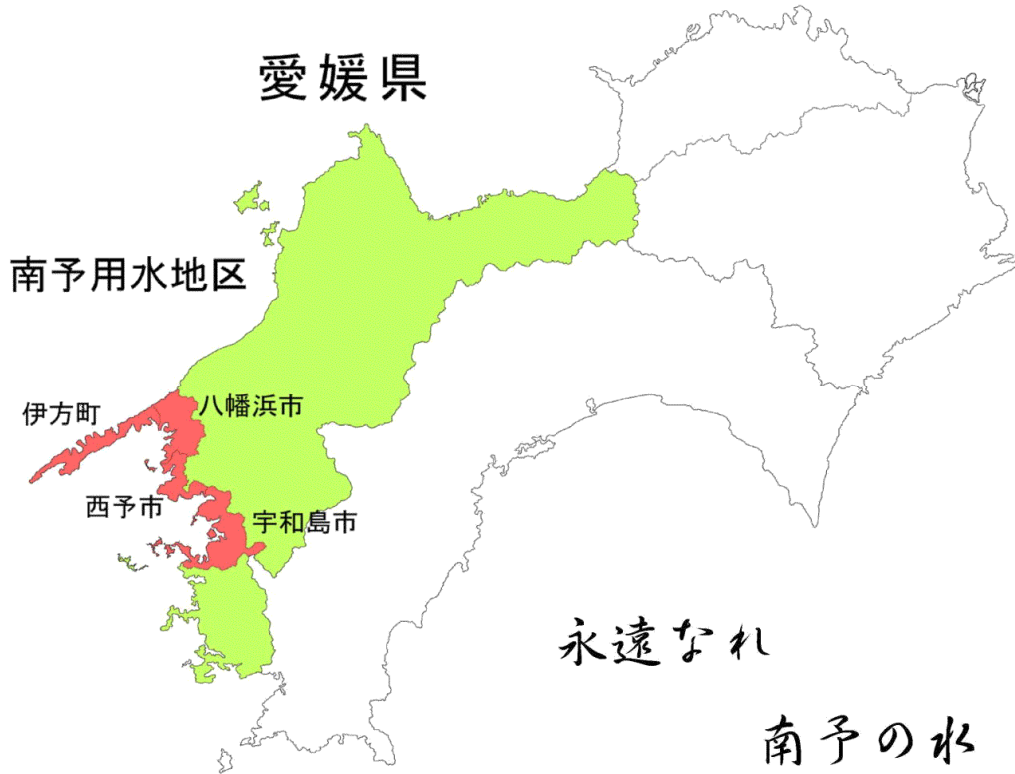 愛媛県
南予用水地区
伊方町
八幡浜市
西予市
宇和島市
永遠なれ
南予の水